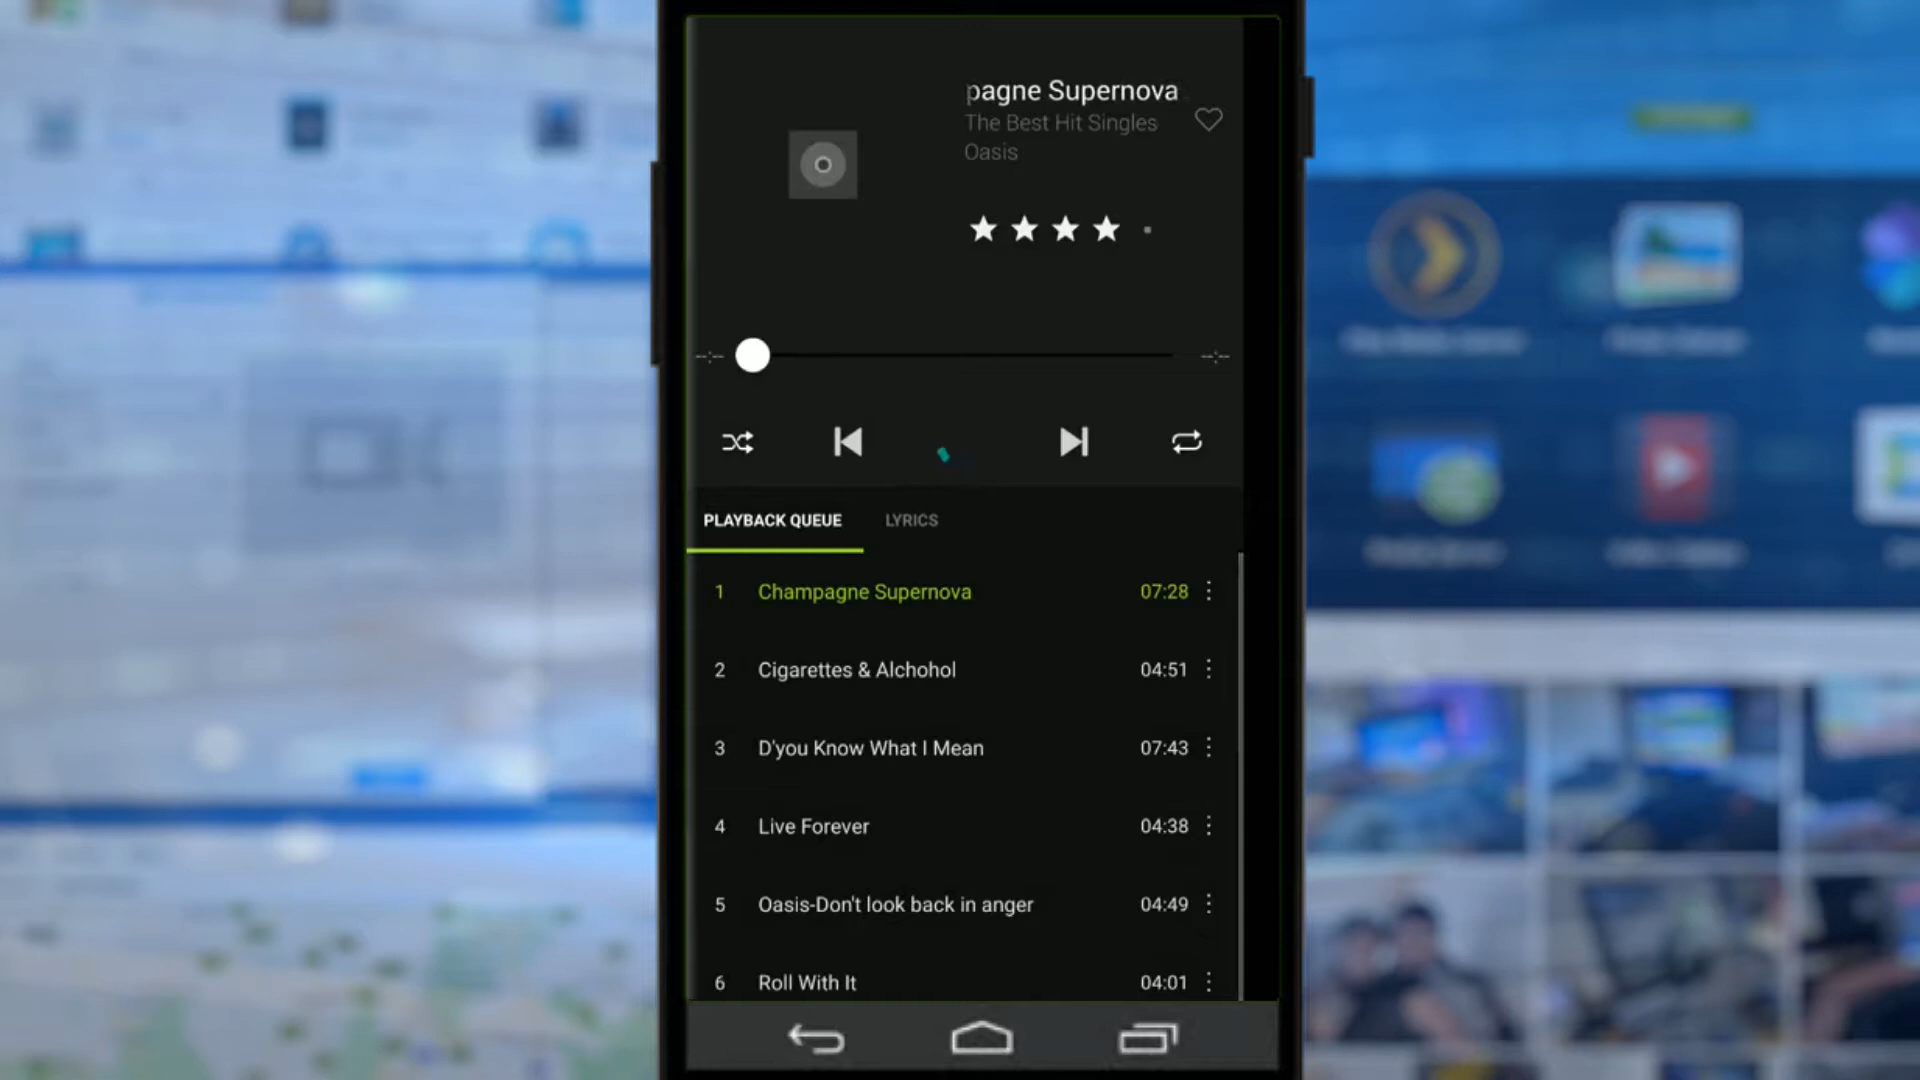 pagne Supernova
The Best Hit Singles
Oasis
--:--
--:--
PLAYBACK QUEUE LYRICS
1 Champagne Supernova 07:28
2 Cigarettes & Alchohol 04:51
3 D'you Know What I Mean 07:43
4 Live Forever 04:38
5 Oasis-Don't look back in anger 04:49
6 Roll With It 04:01